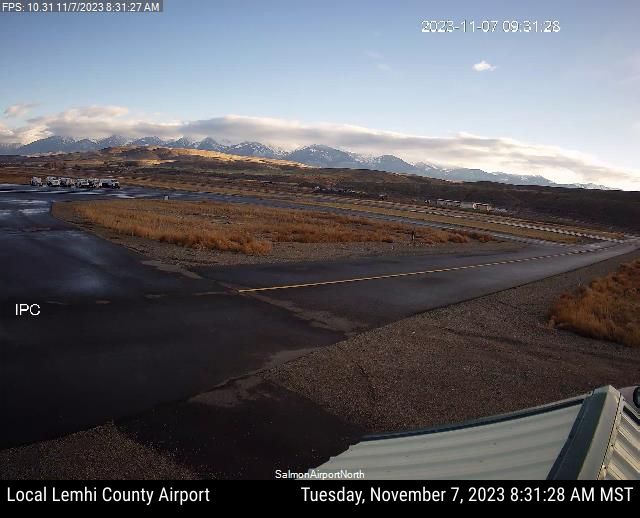 FPS: 10.31 11/7/2023 8:31:27 AM
2023-11-07 09:31:28
IPC
SalmonAirportNorth
Local Lemhi County Airport Tuesday, November 7, 2023 8:31:28 AM MST